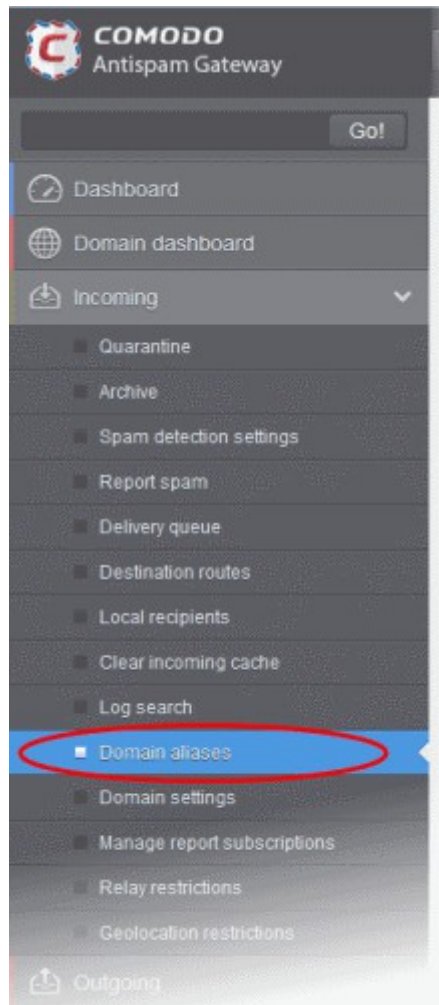 COMODO
Antispam Gateway
Go!
Dashboard
Domain dashboard
Incoming
Quarantine
Archive
Spam detection settings
Report spam
Delivery queue
Destination routes
Local recipients
Clear incoming cache
Log search
Domain aliases
Domain settings
Manage report subscriptions
Relay restrictions
Geolocation restrictions
Outgoing